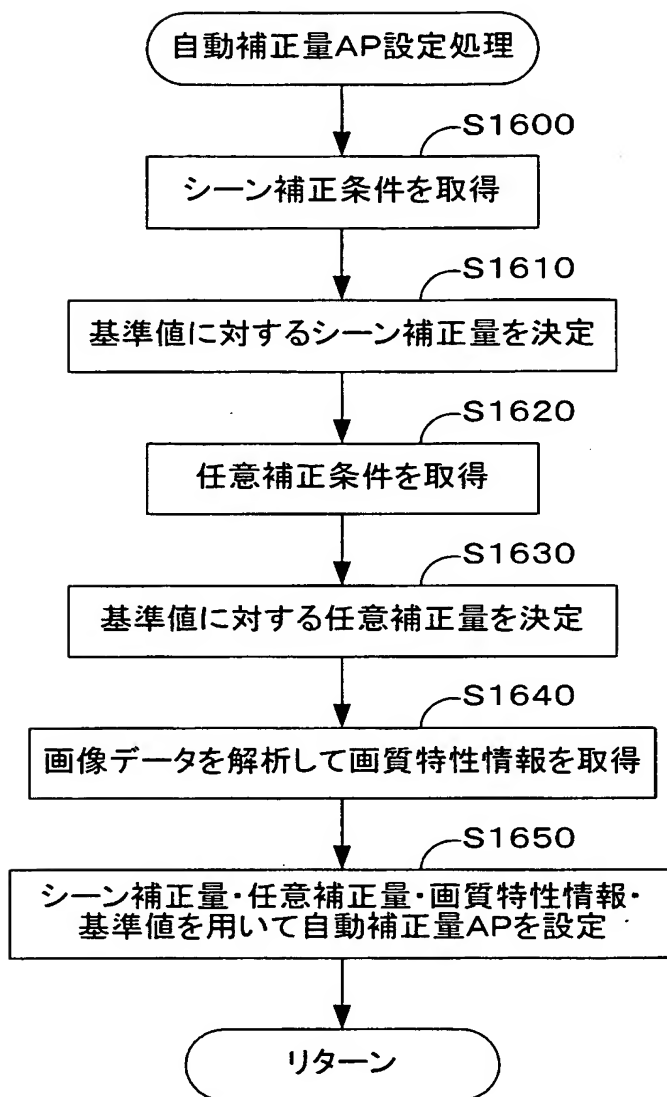 自動補正量AP設定処理
S1600
シーン補正条件を取得
S1610
基準値に対するシーン補正量を決定
S1620
任意補正条件を取得
S1630
基準値に対する任意補正量を決定
S1640
画像データを解析して画質特性情報を取得
S1650
シーン補正量・任意補正量・画質特性情報・
基準値を用いて自動補正量APを設定
リターン